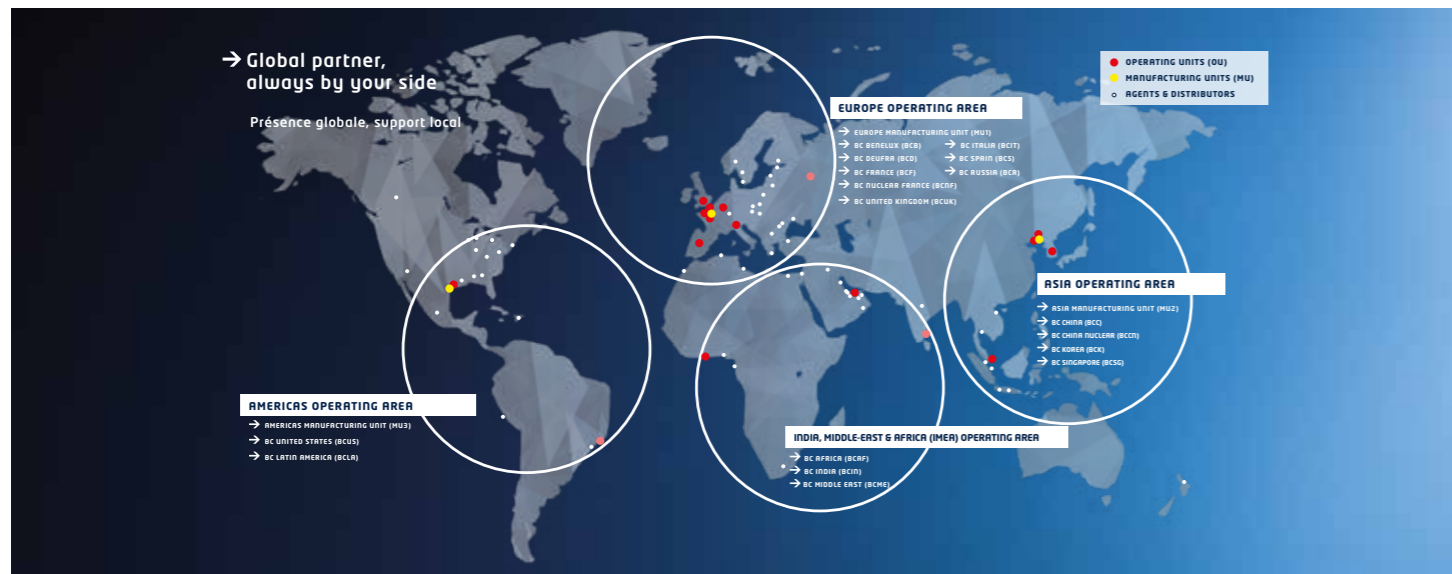 → Global partner,
always by your side
Présence globale, support local
OPERATING UNITS (OU)
MANUFACTURING UNITS (MU)
AGENTS & DISTRIBUTORS
EUROPE OPERATING AREA
→ EUROPE MANUFACTURING UNIT (MU1)
→ BC BENELUX (BCB)
→ BC DEUFRA (BCD)
→ BC FRANCE (BCF)
→ BC NUCLEAR FRANCE (BCNF)
→ BC UNITED KINGDOM (BCUK)
→ BC ITALIA (BCIT)
→ BC SPAIN (BCS)
→ BC RUSSIA (BCR)
ASIA OPERATING AREA
→ ASIA MANUFACTURING UNIT (MU2)
→ BC CHINA (BCC)
→ BC CHINA NUCLEAR (BCCN)
→ BC KOREA (BCK)
→ BC SINGAPORE (BCSG)
AMERICAS OPERATING AREA
→ AMERICAS MANUFACTURING UNIT (MU3)
→ BC UNITED STATES (BCUS)
→ BC LATIN AMERICA (BCLA)
INDIA, MIDDLE-EAST & AFRICA (IMEA) OPERATING AREA
→ BC AFRICA (BCAF)
→ BC INDIA (BCIN)
→ BC MIDDLE EAST (BCME)